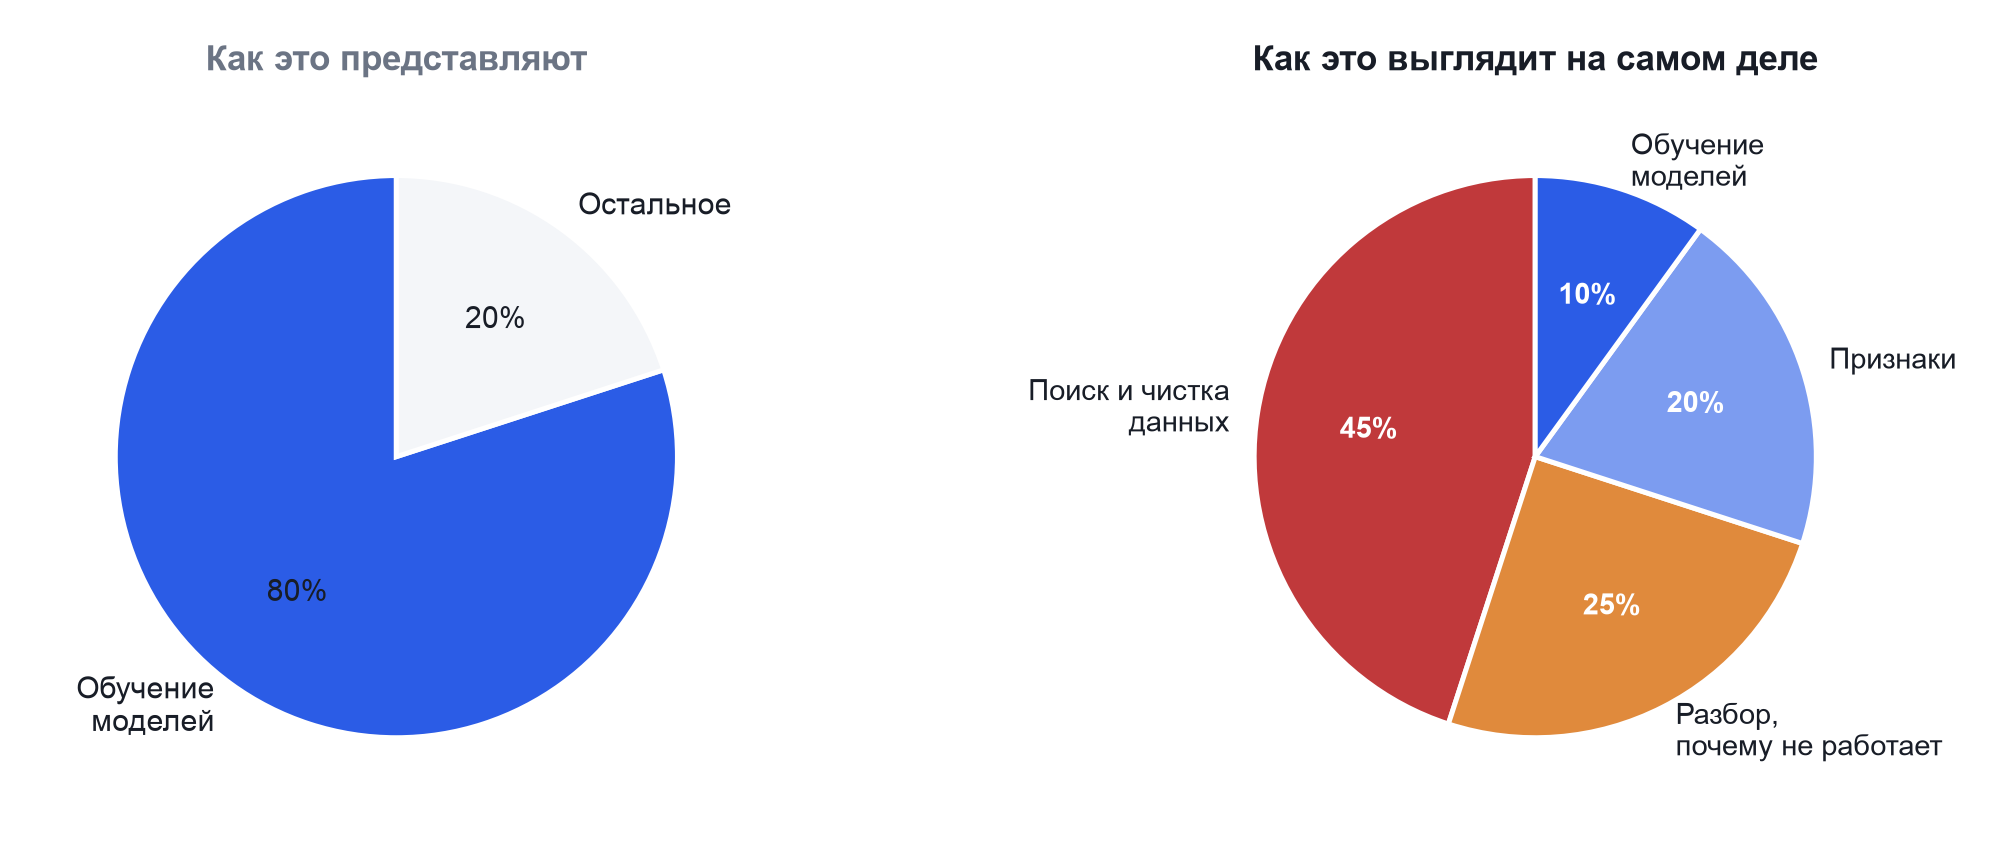 Как это представляют
Остальное
20%
80%
Обучение
моделей
Как это выглядит на самом деле
Обучение
моделей
10%
Признаки
20%
Поиск и чистка
данных
45%
25%
Разбор,
почему не работает